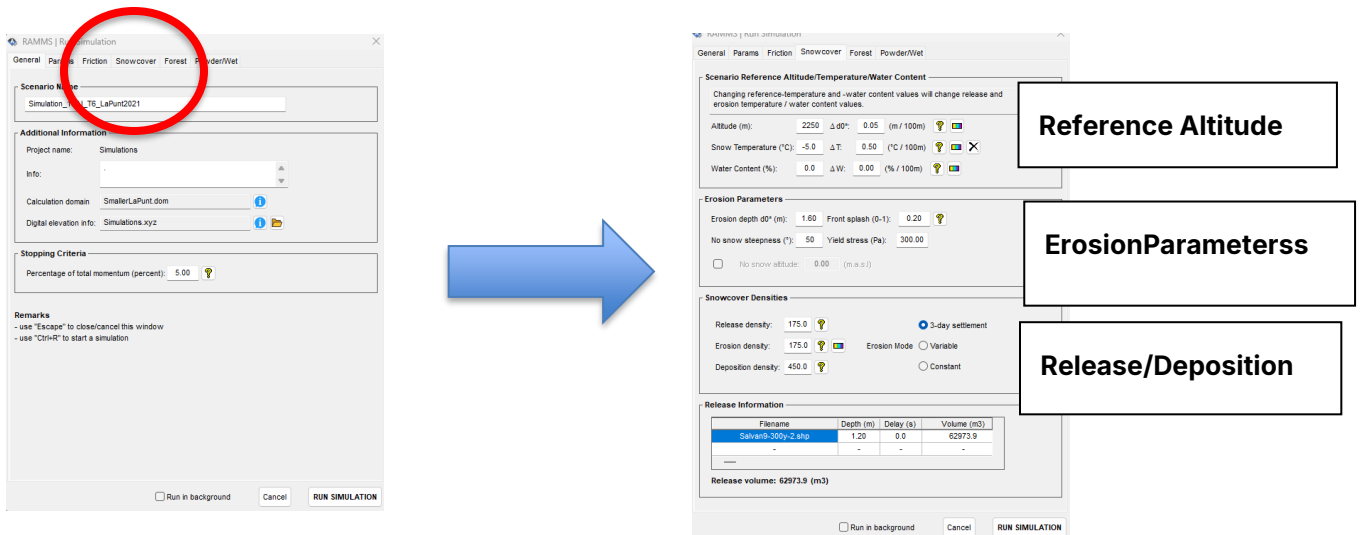 RAMMS | Run Simulation
General Params Friction Snowcover Forest Powder/Wet
Scenario Name
LaPunt2021
Additional Information
Project name: Simulations
Info:
Calculation domain SmallerLaPunt.dom
Digital elevation info: Simulations.xyz
Stopping Criteria
Percentage of total momentum (percent): 5.00
Remarks
- use "Escape" to close/cancel this window
- use "Ctrl+R" to start a simulation
Run in background Cancel RUN SIMULATION
RAMMS | Run Simulation
General Params Friction Snowcover Forest Powder/Wet
Scenario Reference Altitude/Temperature/Water Content
Changing reference-temperature and -water content values will change release and
erosion temperature / water content values.
Altitude (m): 2250 Δ d0*: 0.05 (m / 100m)
Snow Temperature (°C): -5.0 Δ T: 0.50 (°C / 100m)
Water Content (%): 0.0 Δ W: 0.00 (% / 100m)
Erosion Parameters
Erosion depth d0* (m): 1.60 Front splash (0-1): 0.20
No snow steepness (°): 50 Yield stress (Pa): 300.00
No snow altitude: 0.00 (m.a.s.l)
Snowcover Densities
Release density: 175.0 3-day settlement
Erosion density: 175.0 Erosion Mode Variable
Deposition density: 450.0 Constant
Release Information
Filename Depth (m) Delay (s) Volume (m3)
Salvan9-300y-2.shp 1.20 0.0 62973.9
- - - -
Release volume: 62973.9 (m3)
Run in background Cancel RUN SIMULATION
Reference Altitude
ErosionParameterss
Release/Deposition